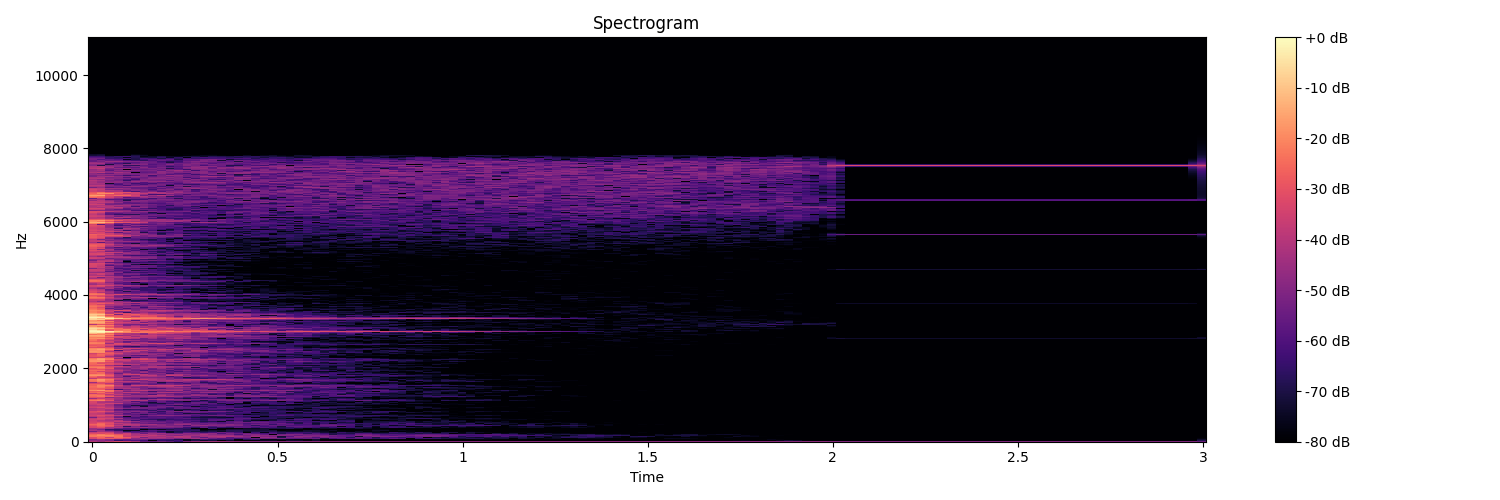 Spectrogram
10000
8000
6000
4000
2000
0
Hz
0 0.5 1 1.5 2 2.5 3
Time
+0 dB
-10 dB
-20 dB
-30 dB
-40 dB
-50 dB
-60 dB
-70 dB
-80 dB